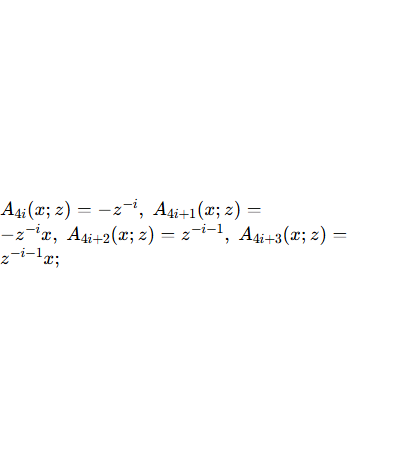 $A_{4i}(x;z) = -z^{-i},\ A_{4i+1}(x;z) =$
$-z^{-i}x,\ A_{4i+2}(x;z) = z^{-i-1},\ A_{4i+3}(x;z) =$
$z^{-i-1}x;$